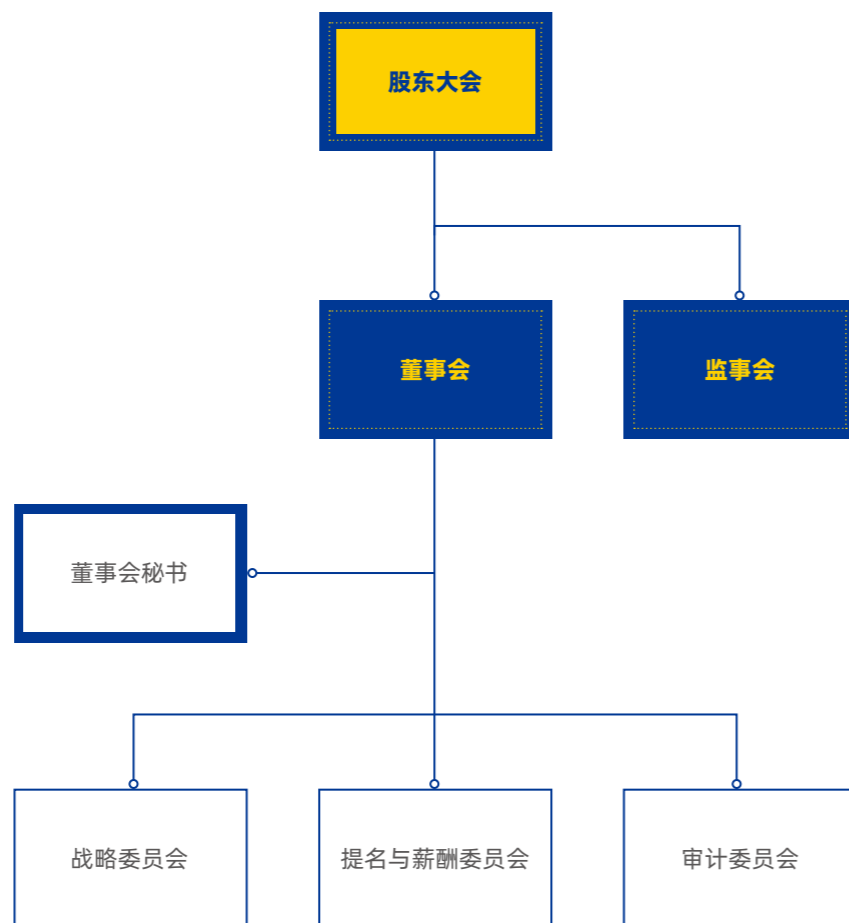 股东大会
董事会
监事会
董事会秘书
战略委员会
提名与薪酬委员会
审计委员会